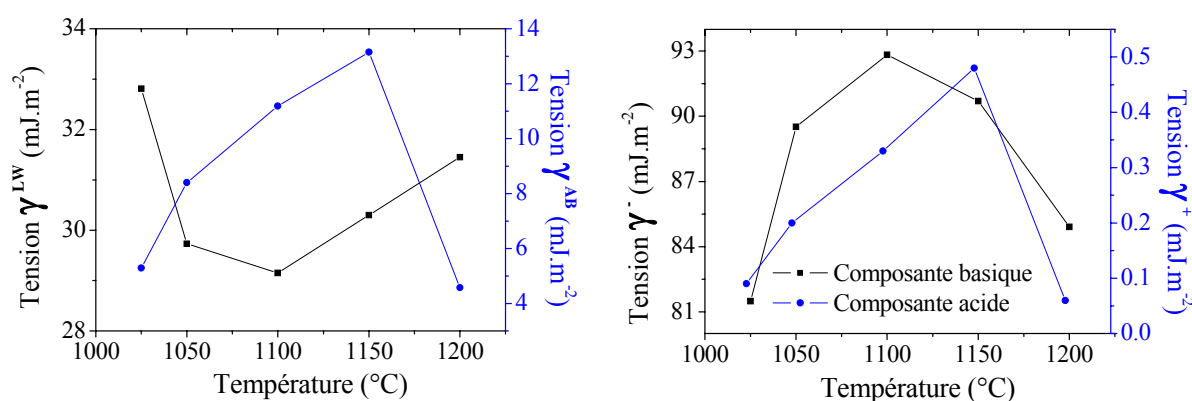 34
32
30
28
Tension γ^LW (mJ.m-2)
14
12
10
8
6
4
Tension γ^AB (mJ.m-2)
1000 1050 1100 1150 1200
Température (°C)
93
90
87
84
81
Tension γ- (mJ.m-2)
0.5
0.4
0.3
0.2
0.1
0.0
Tension γ+ (mJ.m-2)
Composante basique
Composante acide
1000 1050 1100 1150 1200
Température (°C)